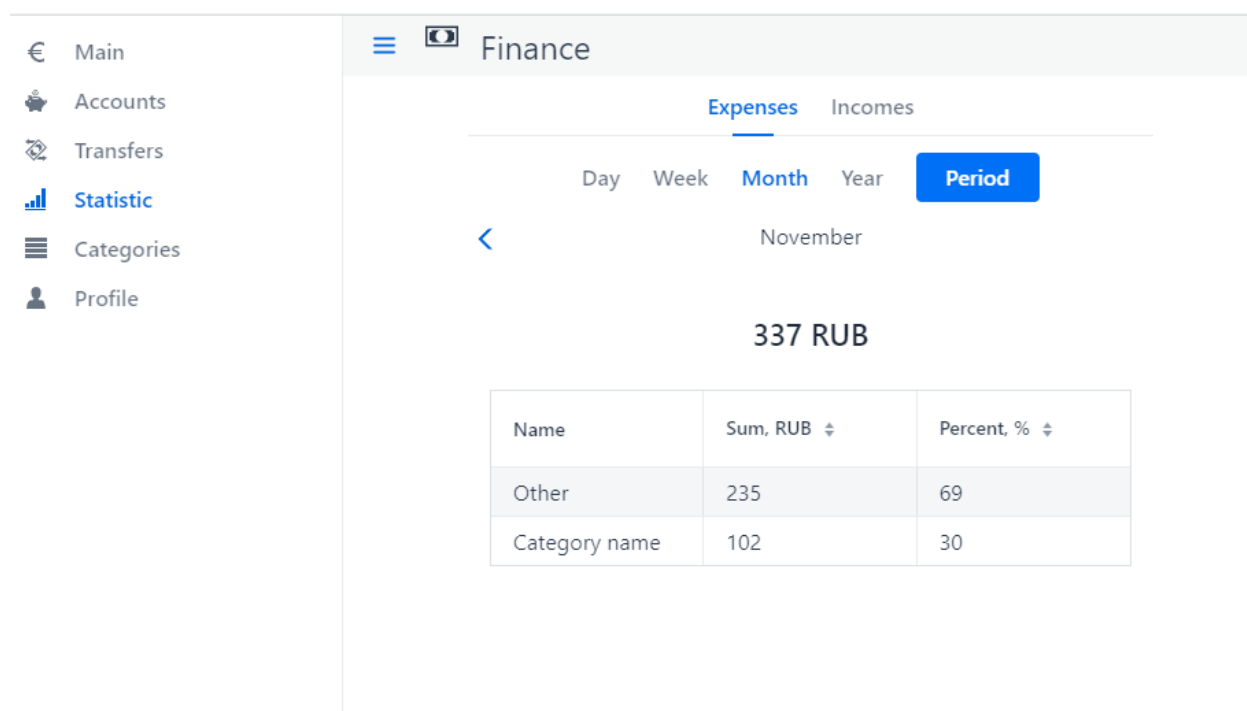 Main
Accounts
Transfers
Statistic
Categories
Profile
Finance
Expenses Incomes
Day Week Month Year Period
November
337 RUB
Name Sum, RUB Percent, %
Other 235 69
Category name 102 30